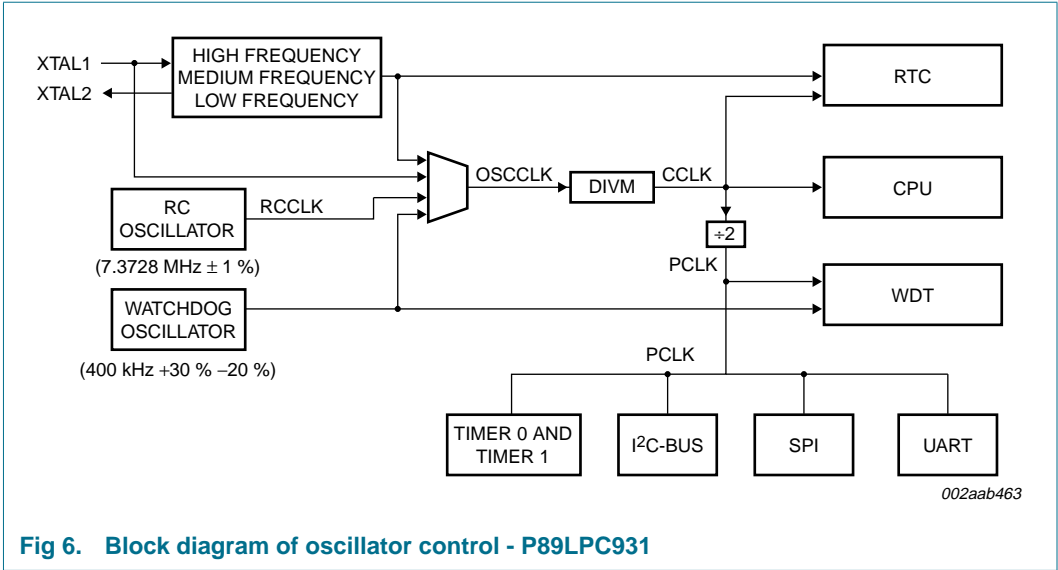 XTAL1
XTAL2
HIGH FREQUENCY
MEDIUM FREQUENCY
LOW FREQUENCY
RTC
OSCCLK
DIVM
CCLK
CPU
RC
OSCILLATOR
RCCLK
(7.3728 MHz ± 1 %)
÷2
PCLK
WDT
WATCHDOG
OSCILLATOR
(400 kHz +30 % −20 %)
PCLK
TIMER 0 AND
TIMER 1
I2C-BUS
SPI
UART
002aab463
Fig 6. Block diagram of oscillator control - P89LPC931